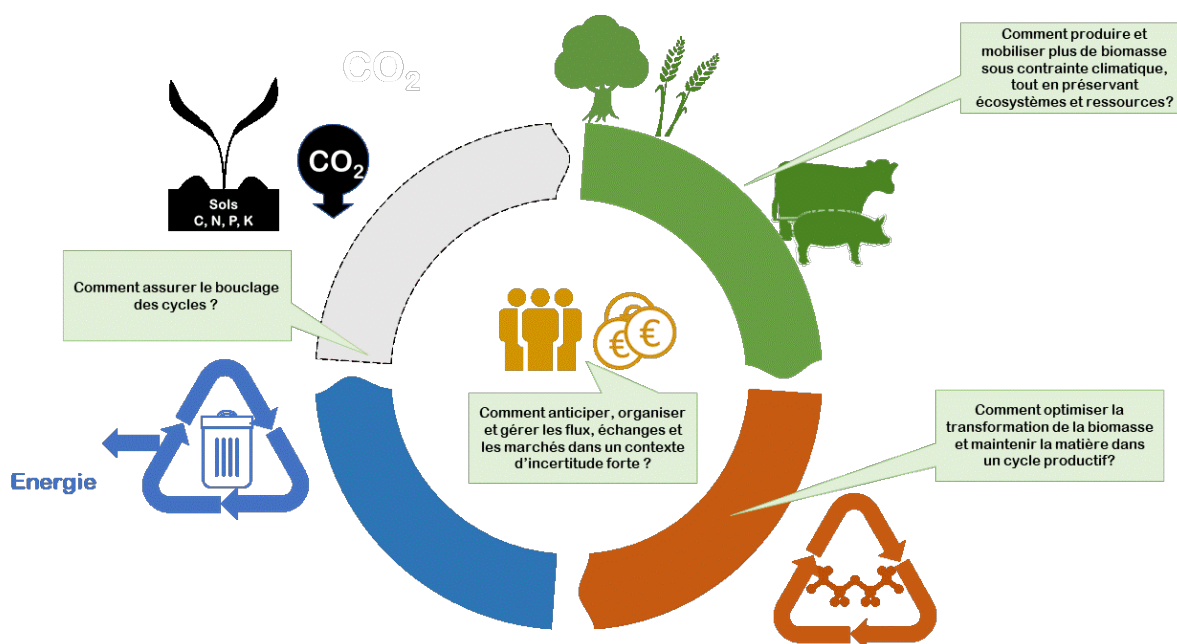 CO2
Comment produire et
mobiliser plus de biomasse
sous contrainte climatique,
tout en préservant
écosystèmes et ressources?
CO2
Sols
C, N, P, K
Comment assurer le bouclage
des cycles ?
€
€
Comment anticiper, organiser
et gérer les flux, échanges et
les marchés dans un contexte
d'incertitude forte ?
Comment optimiser la
transformation de la biomasse
et maintenir la matière dans
un cycle productif?
Energie